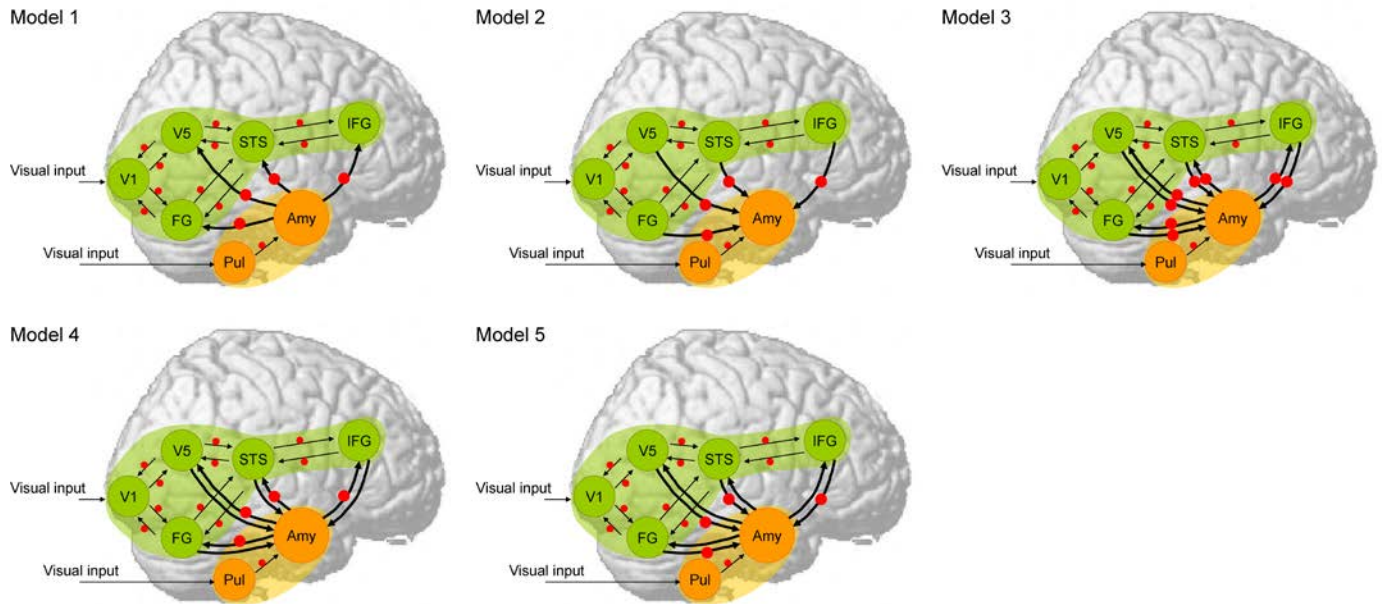 Model 1
V5
STS
IFG
Visual input
V1
FG
Amy
Visual input
Pul
Model 2
V5
STS
IFG
Visual input
V1
FG
Amy
Visual input
Pul
Model 3
V5
STS
IFG
Visual input
V1
FG
Amy
Visual input
Pul
Model 4
V5
STS
IFG
Visual input
V1
FG
Amy
Visual input
Pul
Model 5
V5
STS
IFG
Visual input
V1
FG
Amy
Visual input
Pul